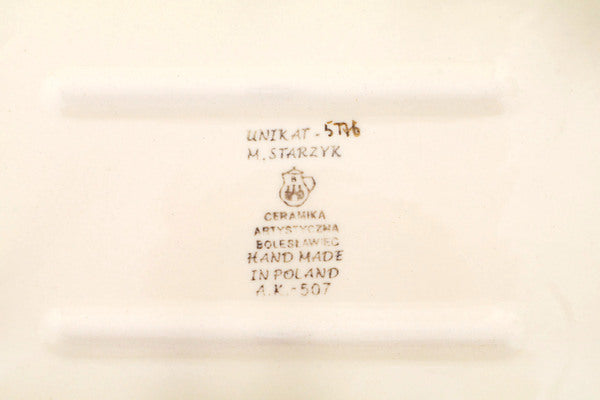 UNIKAT -
M. STARZYK
B
CERAMIKA
ARTYSTYCZNA
BOLESŁAWIEC
HAND MADE
IN POLAND
A.K.-507